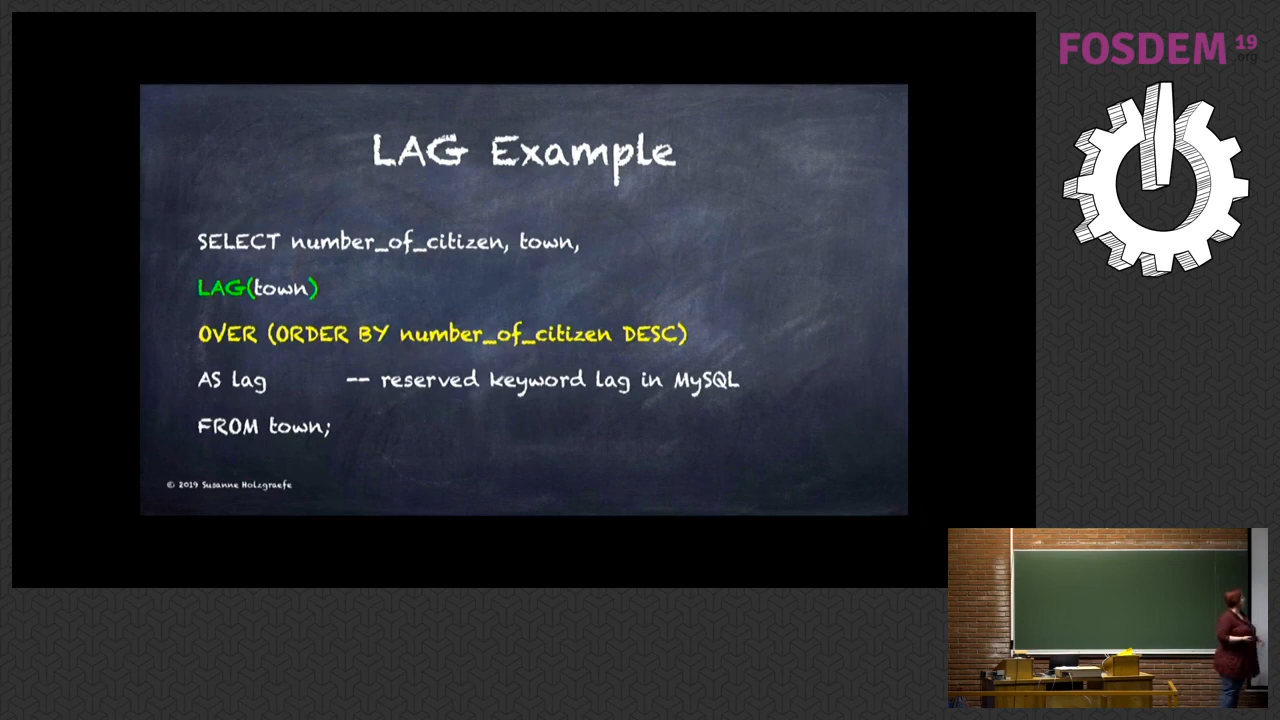 FOSDEM 19
.org
LAG Example
SELECT number_of_citizen, town,
LAG(town)
OVER (ORDER BY number_of_citizen DESC)
AS lag -- reserved keyword lag in MySQL
FROM town;
© 2019 Susanne Holzgraefe